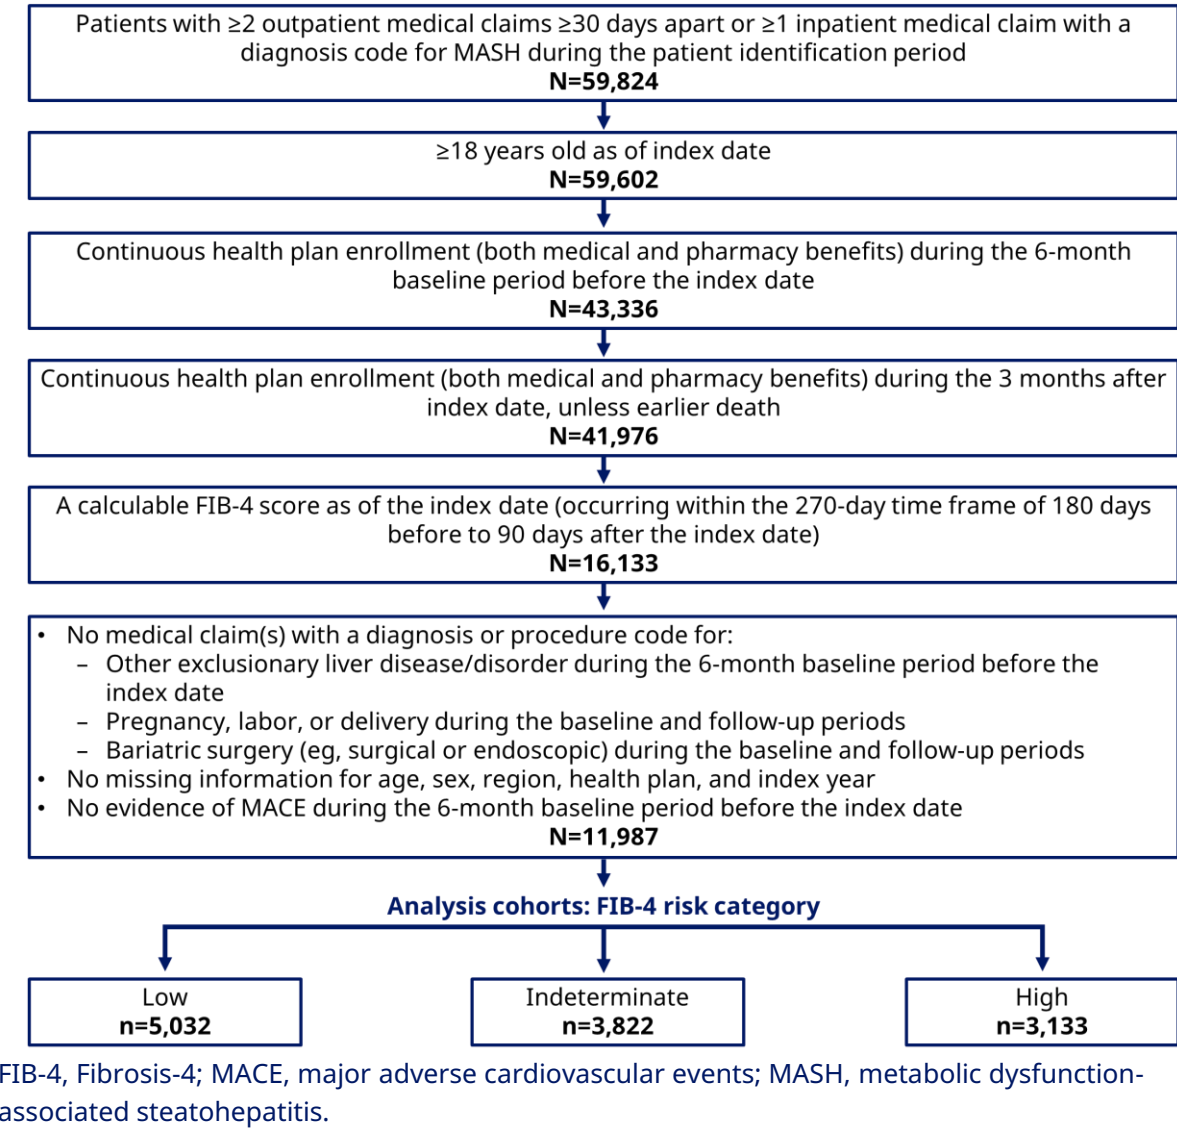 Patients with ≥2 outpatient medical claims ≥30 days apart or ≥1 inpatient medical claim with a
diagnosis code for MASH during the patient identification period
N=59,824
≥18 years old as of index date
N=59,602
Continuous health plan enrollment (both medical and pharmacy benefits) during the 6-month
baseline period before the index date
N=43,336
Continuous health plan enrollment (both medical and pharmacy benefits) during the 3 months after
index date, unless earlier death
N=41,976
A calculable FIB-4 score as of the index date (occurring within the 270-day time frame of 180 days
before to 90 days after the index date)
N=16,133
• No medical claim(s) with a diagnosis or procedure code for:
– Other exclusionary liver disease/disorder during the 6-month baseline period before the
index date
– Pregnancy, labor, or delivery during the baseline and follow-up periods
– Bariatric surgery (eg, surgical or endoscopic) during the baseline and follow-up periods
• No missing information for age, sex, region, health plan, and index year
• No evidence of MACE during the 6-month baseline period before the index date
N=11,987
Analysis cohorts: FIB-4 risk category
Low
n=5,032
Indeterminate
n=3,822
High
n=3,133
FIB-4, Fibrosis-4; MACE, major adverse cardiovascular events; MASH, metabolic dysfunction-
associated steatohepatitis.